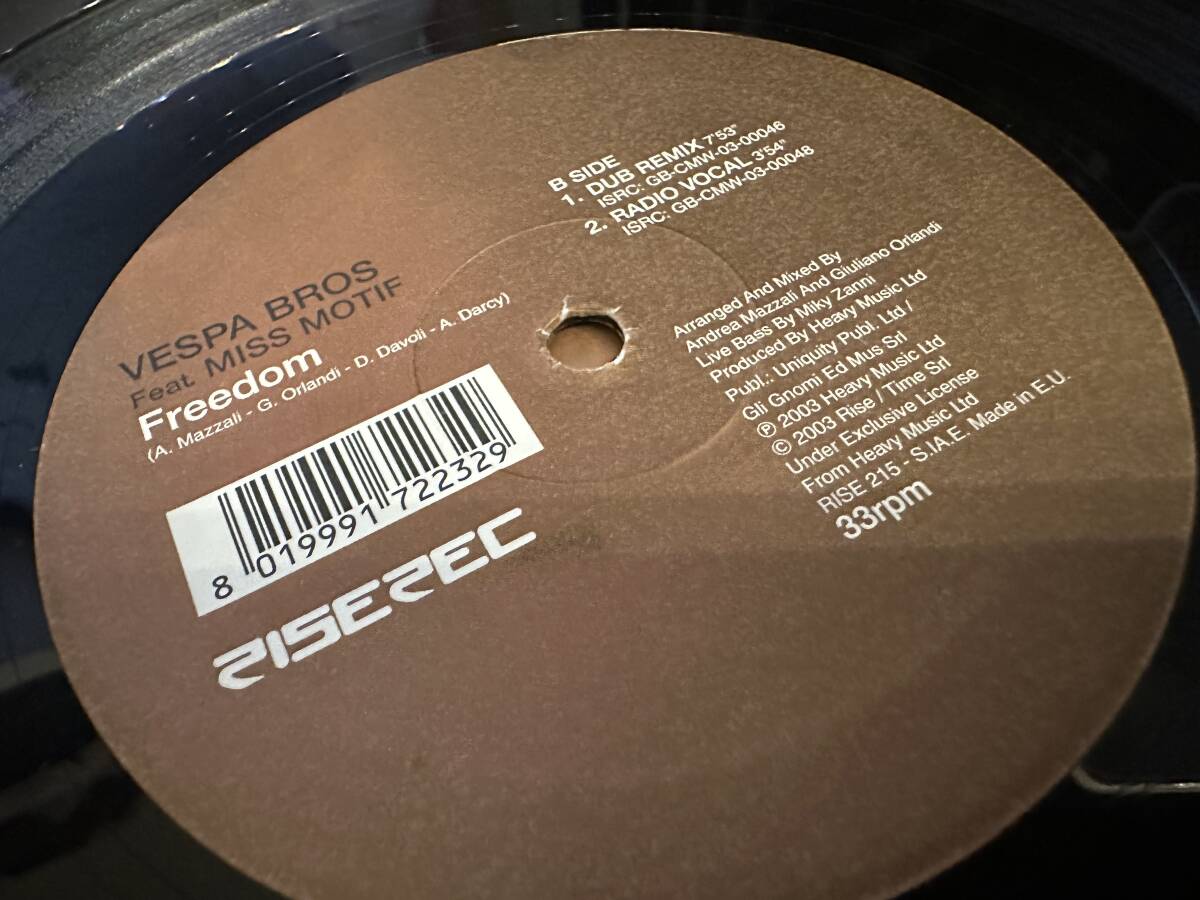 B SIDE
1. DUB REMIX 7'53"
ISRC: GB-CMW-03-00046
2. RADIO VOCAL 3'54"
ISRC: GB-CMW-03-00048
VESPA BROS
Feat. MISS MOTIF
Freedom
(A. Mazzali - G. Orlandi - D. Davoli - A. Darcy)
8 019991 722329
RISEREC
Arranged And Mixed By
Andrea Mazzali And Giuliano Orlandi
Live Bass By Miky Zanni
Produced By Heavy Music Ltd
Publ.: Uniquity Publ. Ltd /
Gli Gnomi Ed Mus Srl
℗ 2003 Heavy Music Ltd
© 2003 Rise / Time Srl
Under Exclusive License
From Heavy Music Ltd
RISE 215 - S.IA.E. Made in E.U.
33rpm